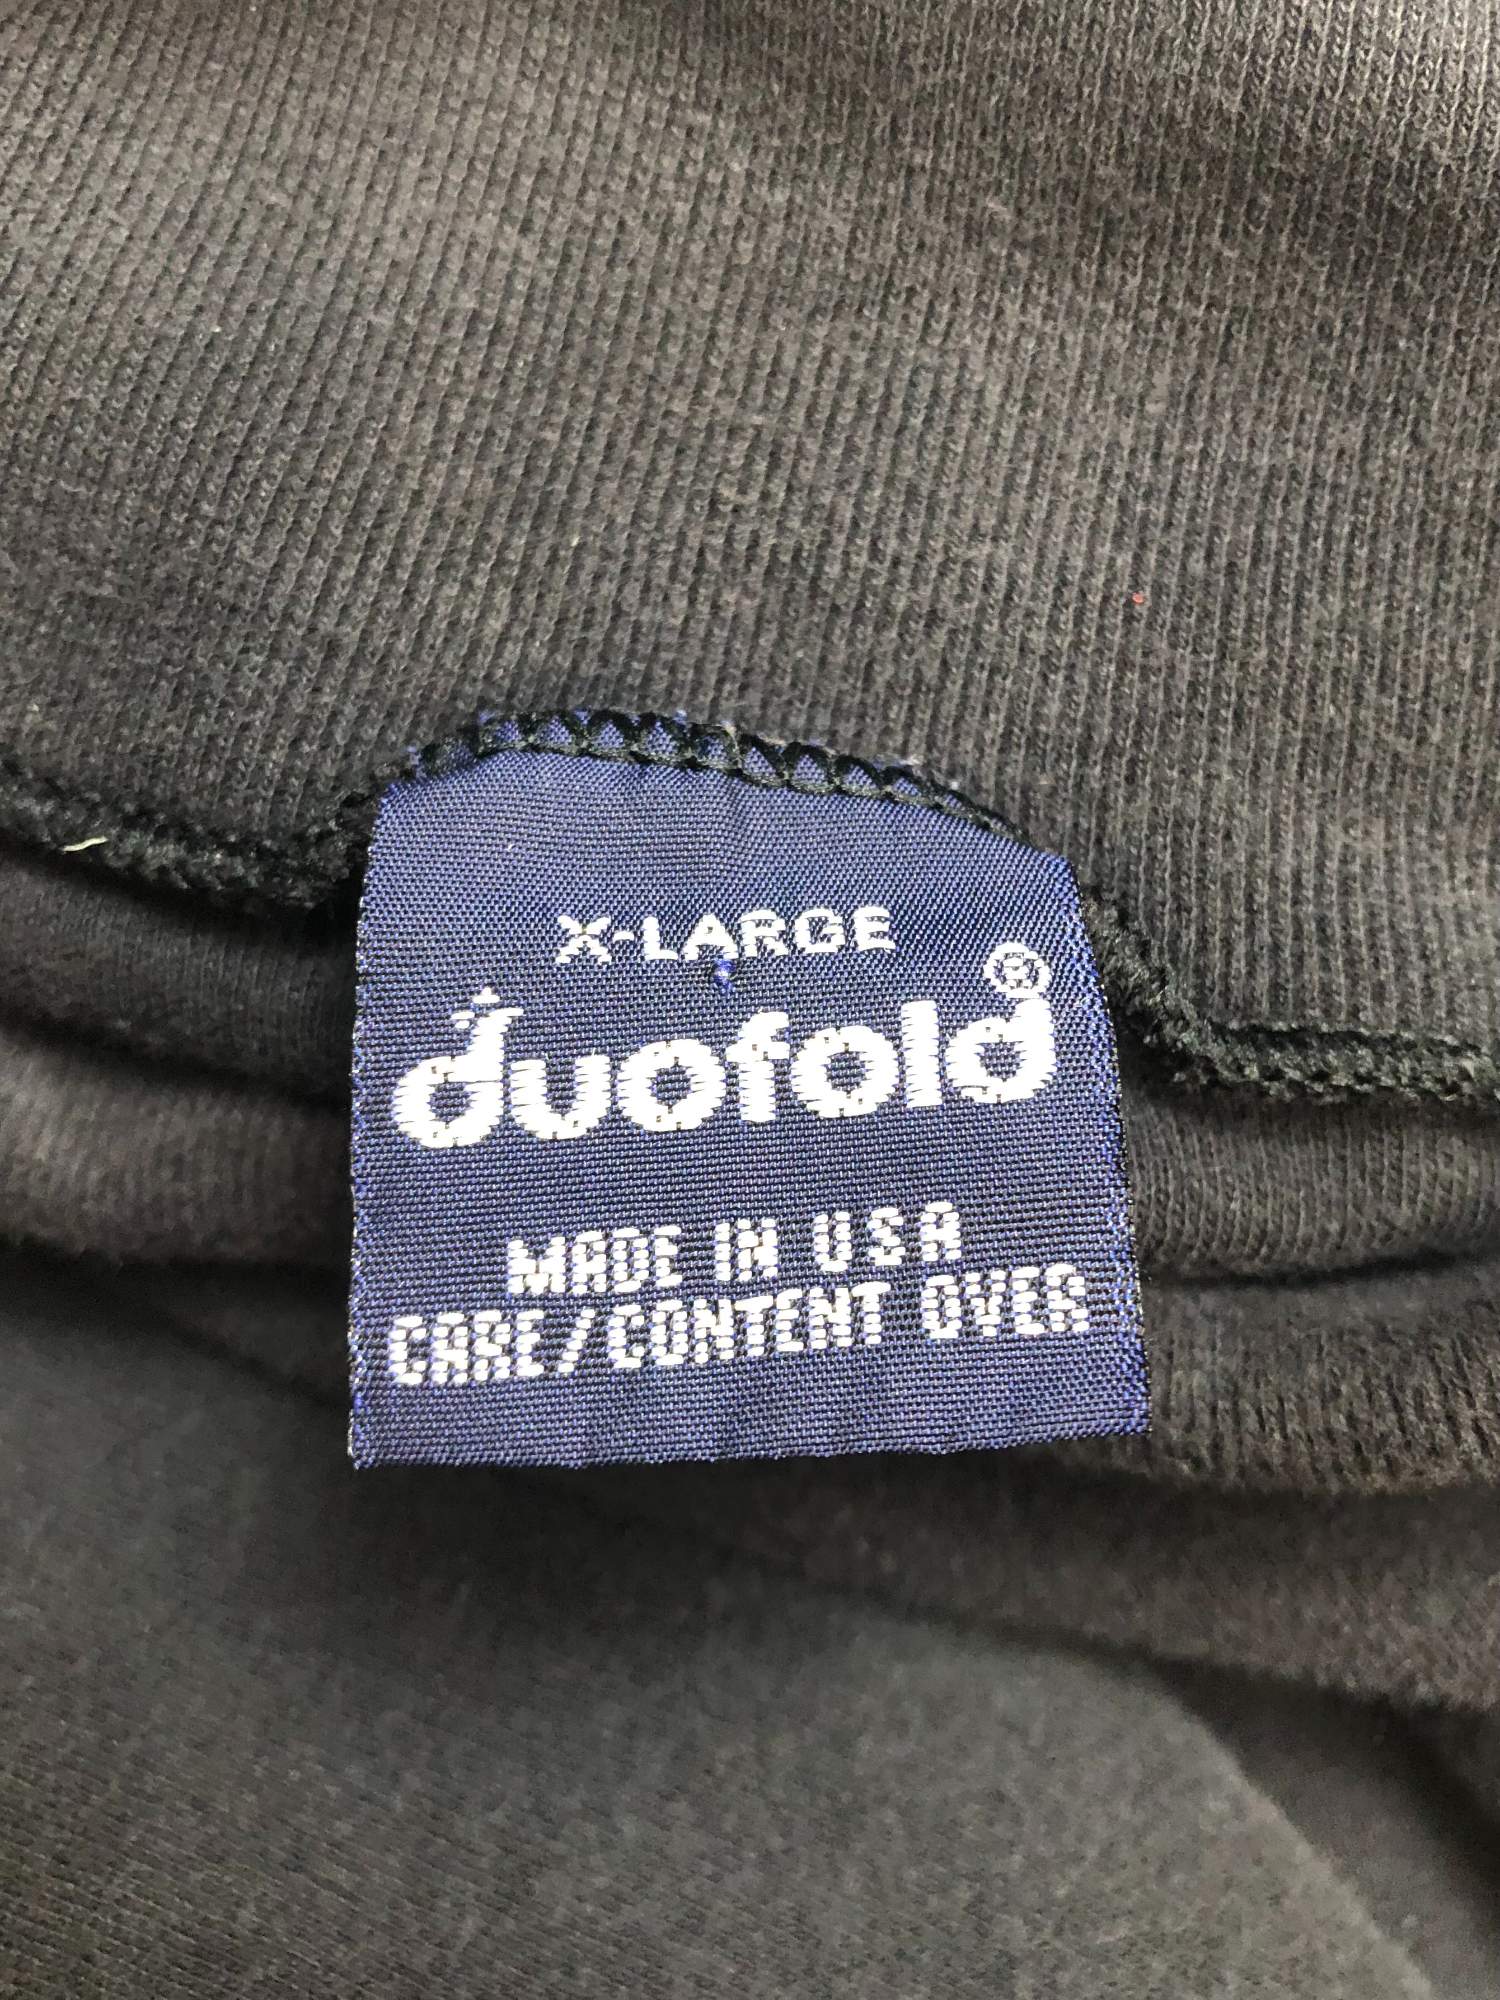 X-LARGE
duofold®
MADE IN USA
CARE/CONTENT OVER